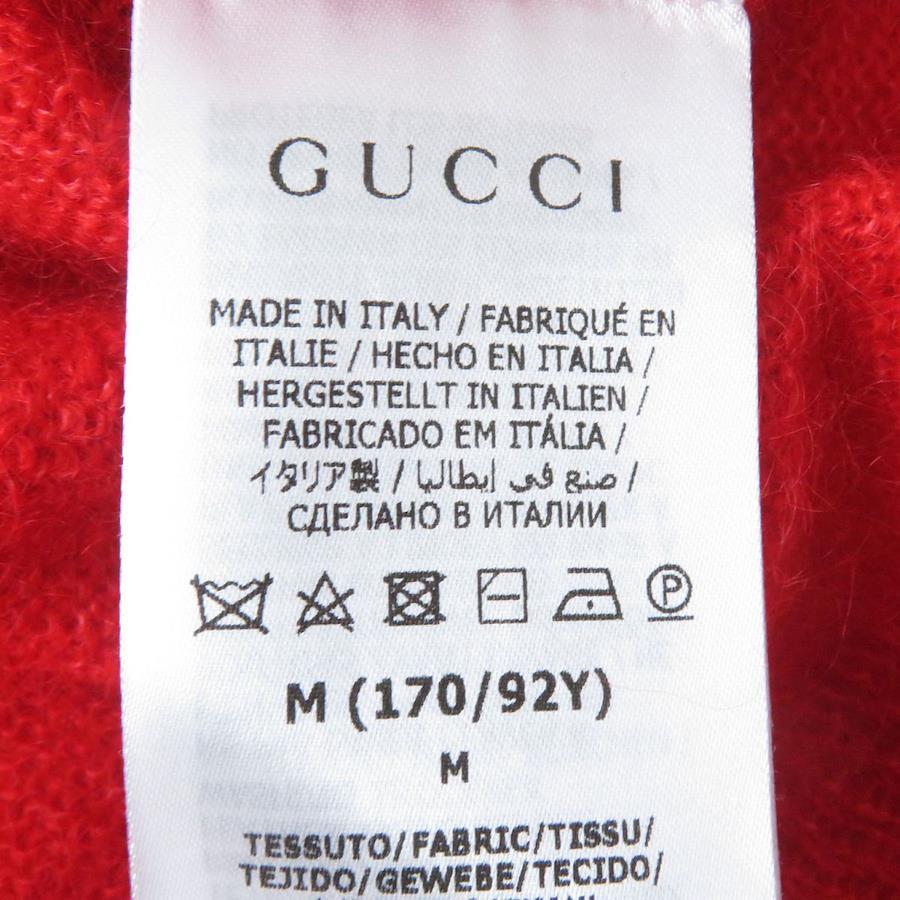 GUCCI
MADE IN ITALY / FABRIQUÉ EN
ITALIE / HECHO EN ITALIA /
HERGESTELLT IN ITALIEN /
FABRICADO EM ITÁLIA /
イタリア製 / صنع في إيطاليا /
СДЕЛАНО В ИТАЛИИ
P
M (170/92Y)
M
TESSUTO/FABRIC/TISSU/
TEJIDO/GEWEBE/TECIDO/